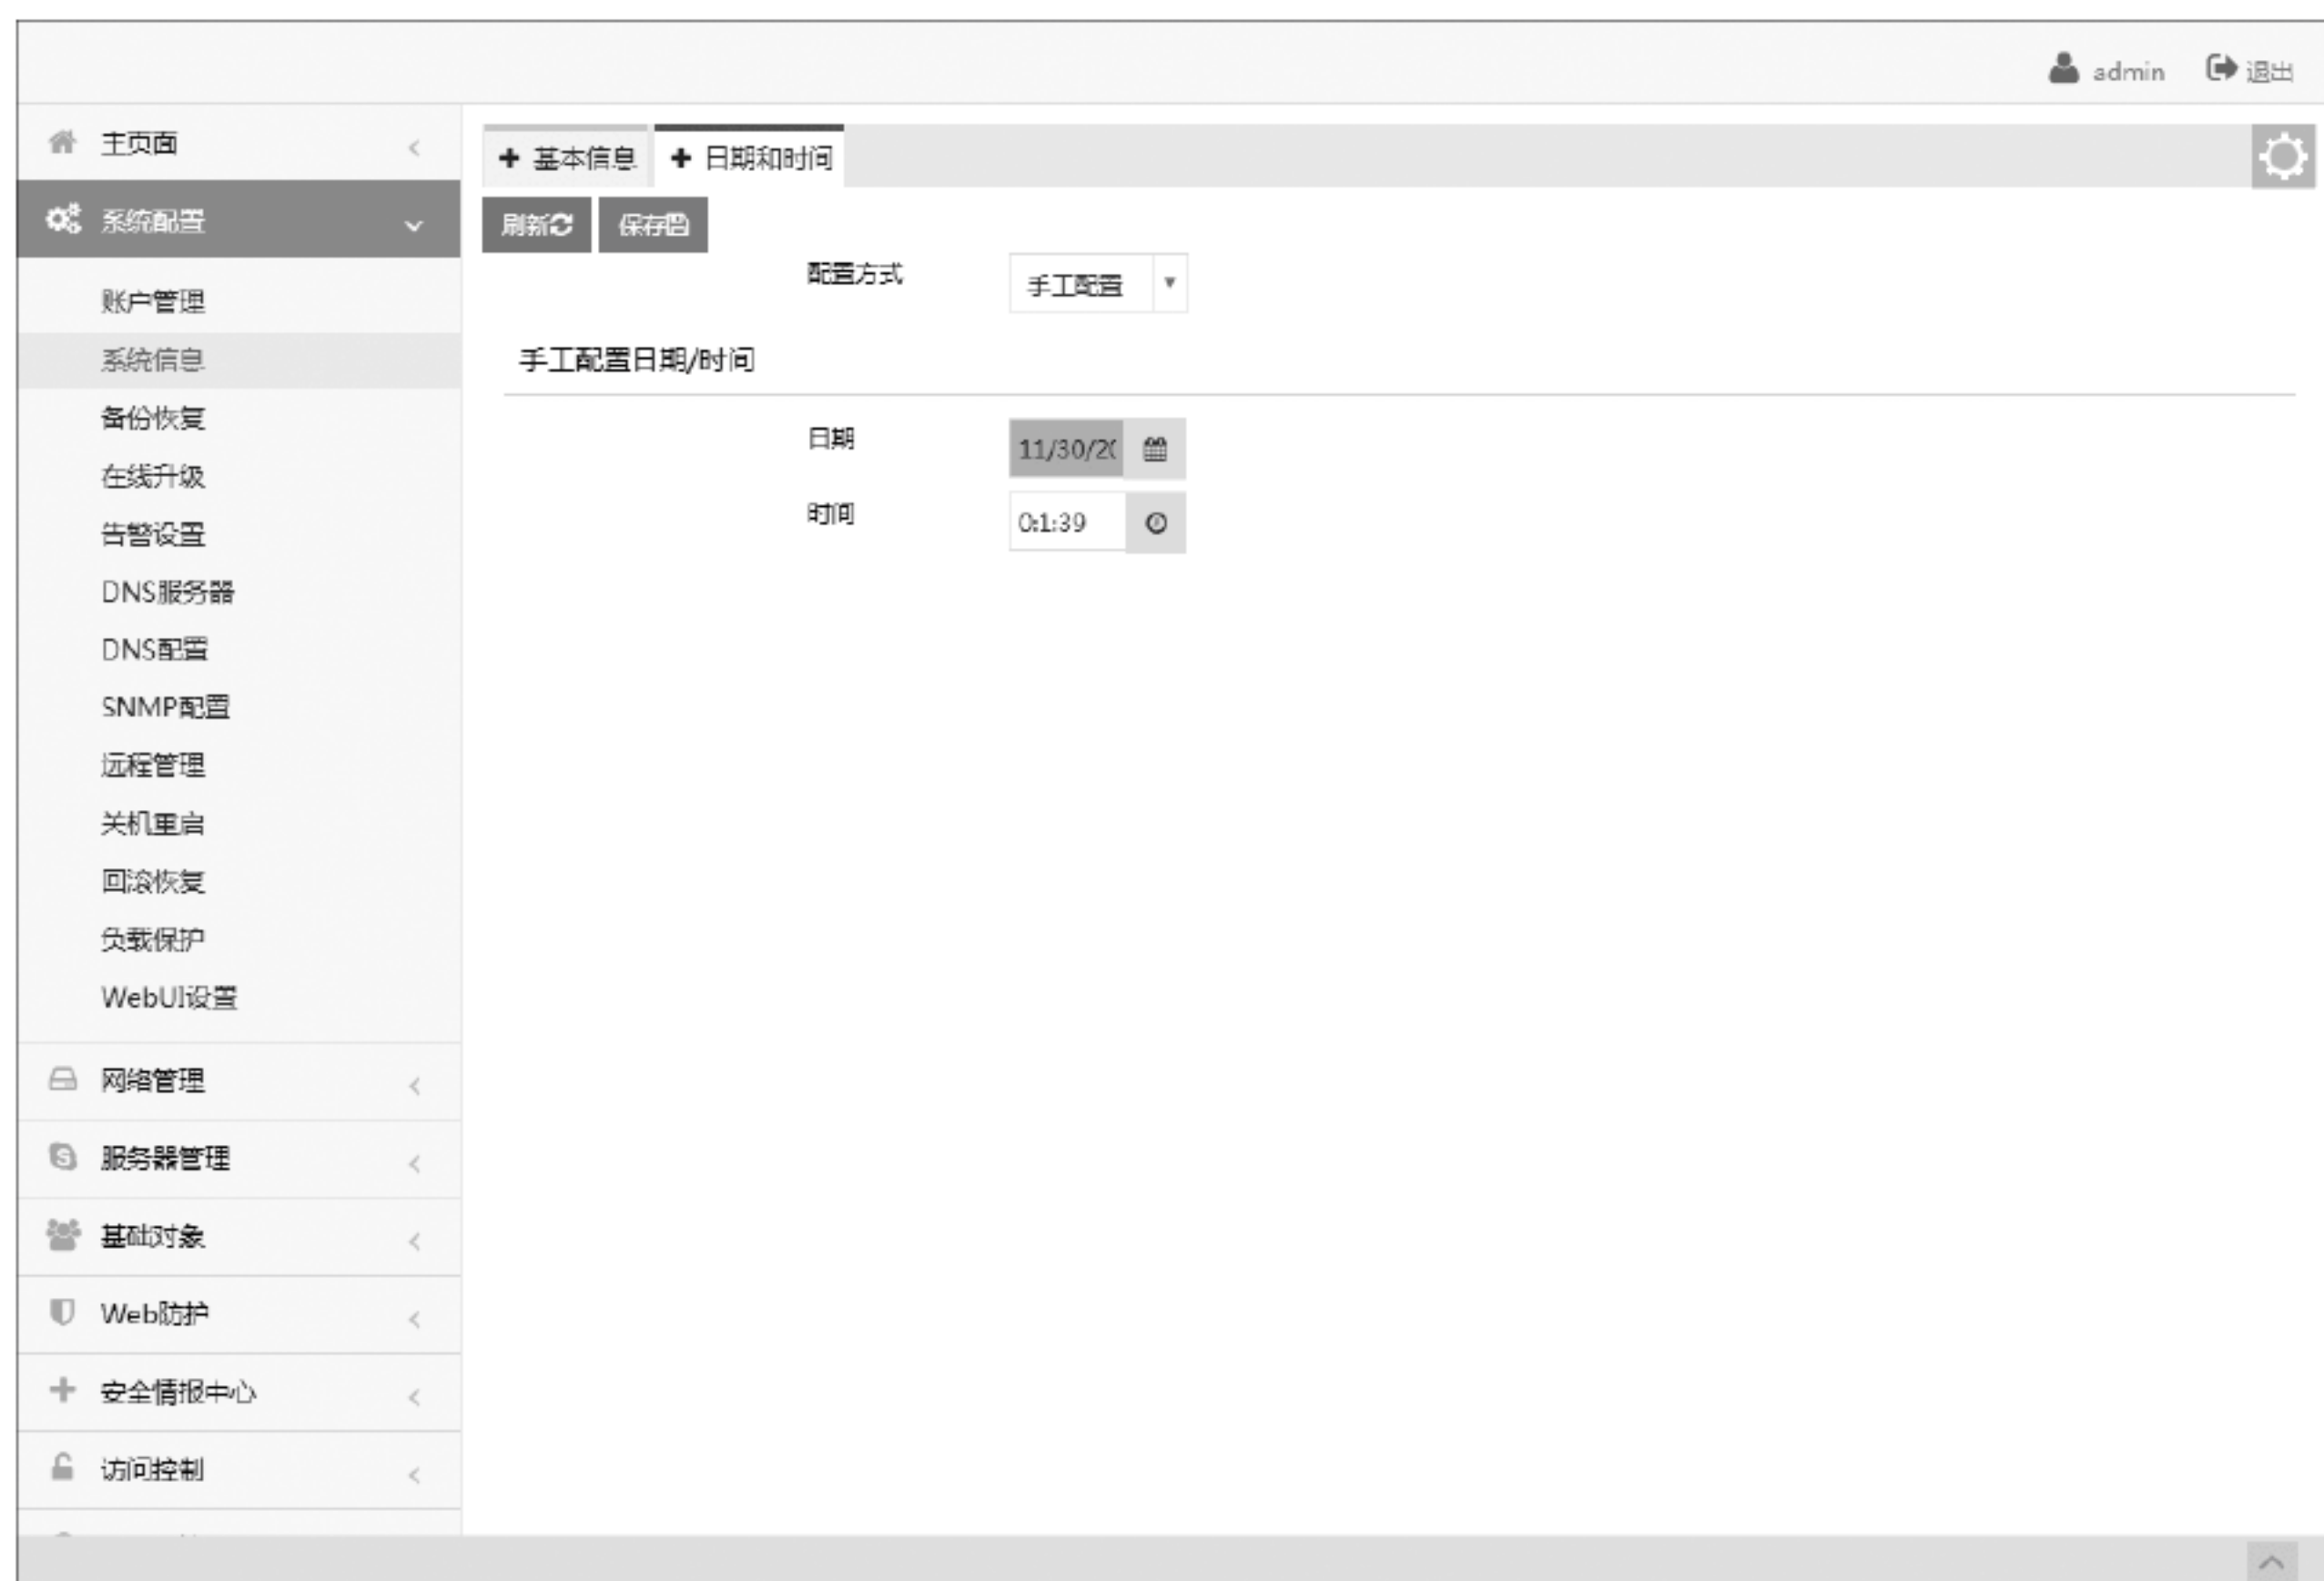 admin 退出
主页面
基本信息 日期和时间
系统配置
刷新 保存
配置方式 手工配置
账户管理
系统信息
手工配置日期/时间
备份恢复
日期 11/30/2
在线升级
时间 0:1:39
告警设置
DNS服务器
DNS配置
SNMP配置
远程管理
关机重启
回滚恢复
负载保护
WebUI设置
网络管理
服务器管理
基础对象
Web防护
安全情报中心
访问控制